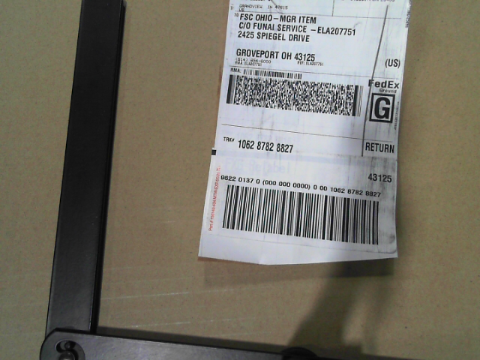 FSC OHIO - MGR ITEM
C/O FUNAI SERVICE - ELA207751
2425 SPIEGEL DRIVE
GROVEPORT OH 43125
(US)
FedEx
Ground
G
TRK# 1062 8782 8827
RETURN
43125
9622 0137 0 (000 000 0000) 0 00 1062 8782 8827